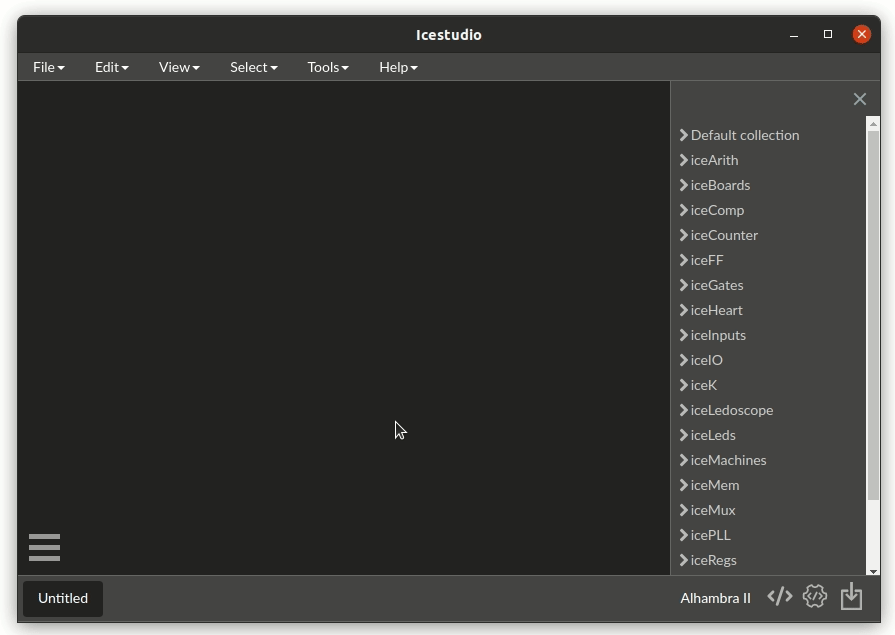 Icestudio
File Edit View Select Tools Help
Default collection
iceArith
iceBoards
iceComp
iceCounter
iceFF
iceGates
iceHeart
iceInputs
iceIO
iceK
iceLedoscope
iceLeds
iceMachines
iceMem
iceMux
icePLL
iceRegs
Untitled
Alhambra II